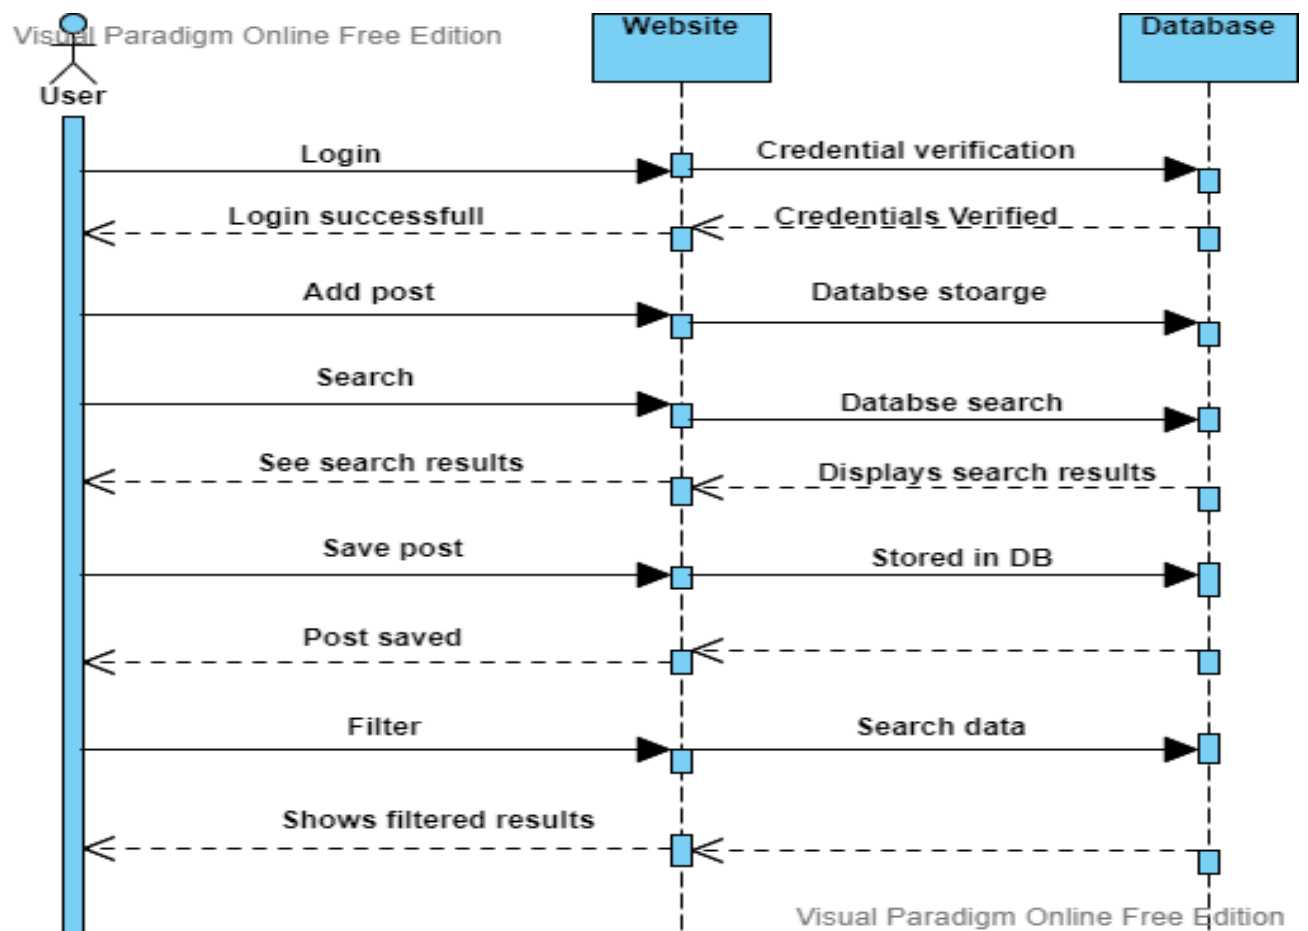 Visual Paradigm Online Free Edition
Website
Database
User
Login
Credential verification
Login successfull
Credentials Verified
Add post
Databse stoarge
Search
Databse search
See search results
Displays search results
Save post
Stored in DB
Post saved
Filter
Search data
Shows filtered results
Visual Paradigm Online Free Edition